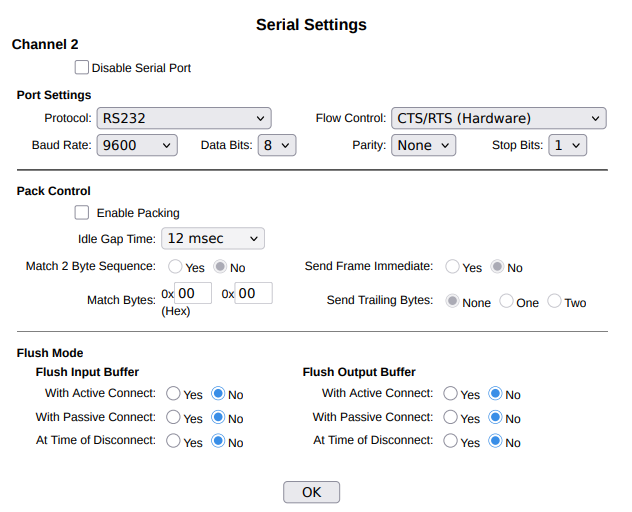 Serial Settings
Channel 2
Disable Serial Port
Port Settings
Protocol: RS232 Flow Control: CTS/RTS (Hardware)
Baud Rate: 9600 Data Bits: 8 Parity: None Stop Bits: 1
Pack Control
Enable Packing
Idle Gap Time: 12 msec
Match 2 Byte Sequence: Yes No Send Frame Immediate: Yes No
Match Bytes: 0x 00 0x 00 Send Trailing Bytes: None One Two
(Hex)
Flush Mode
Flush Input Buffer Flush Output Buffer
With Active Connect: Yes No With Active Connect: Yes No
With Passive Connect: Yes No With Passive Connect: Yes No
At Time of Disconnect: Yes No At Time of Disconnect: Yes No
OK